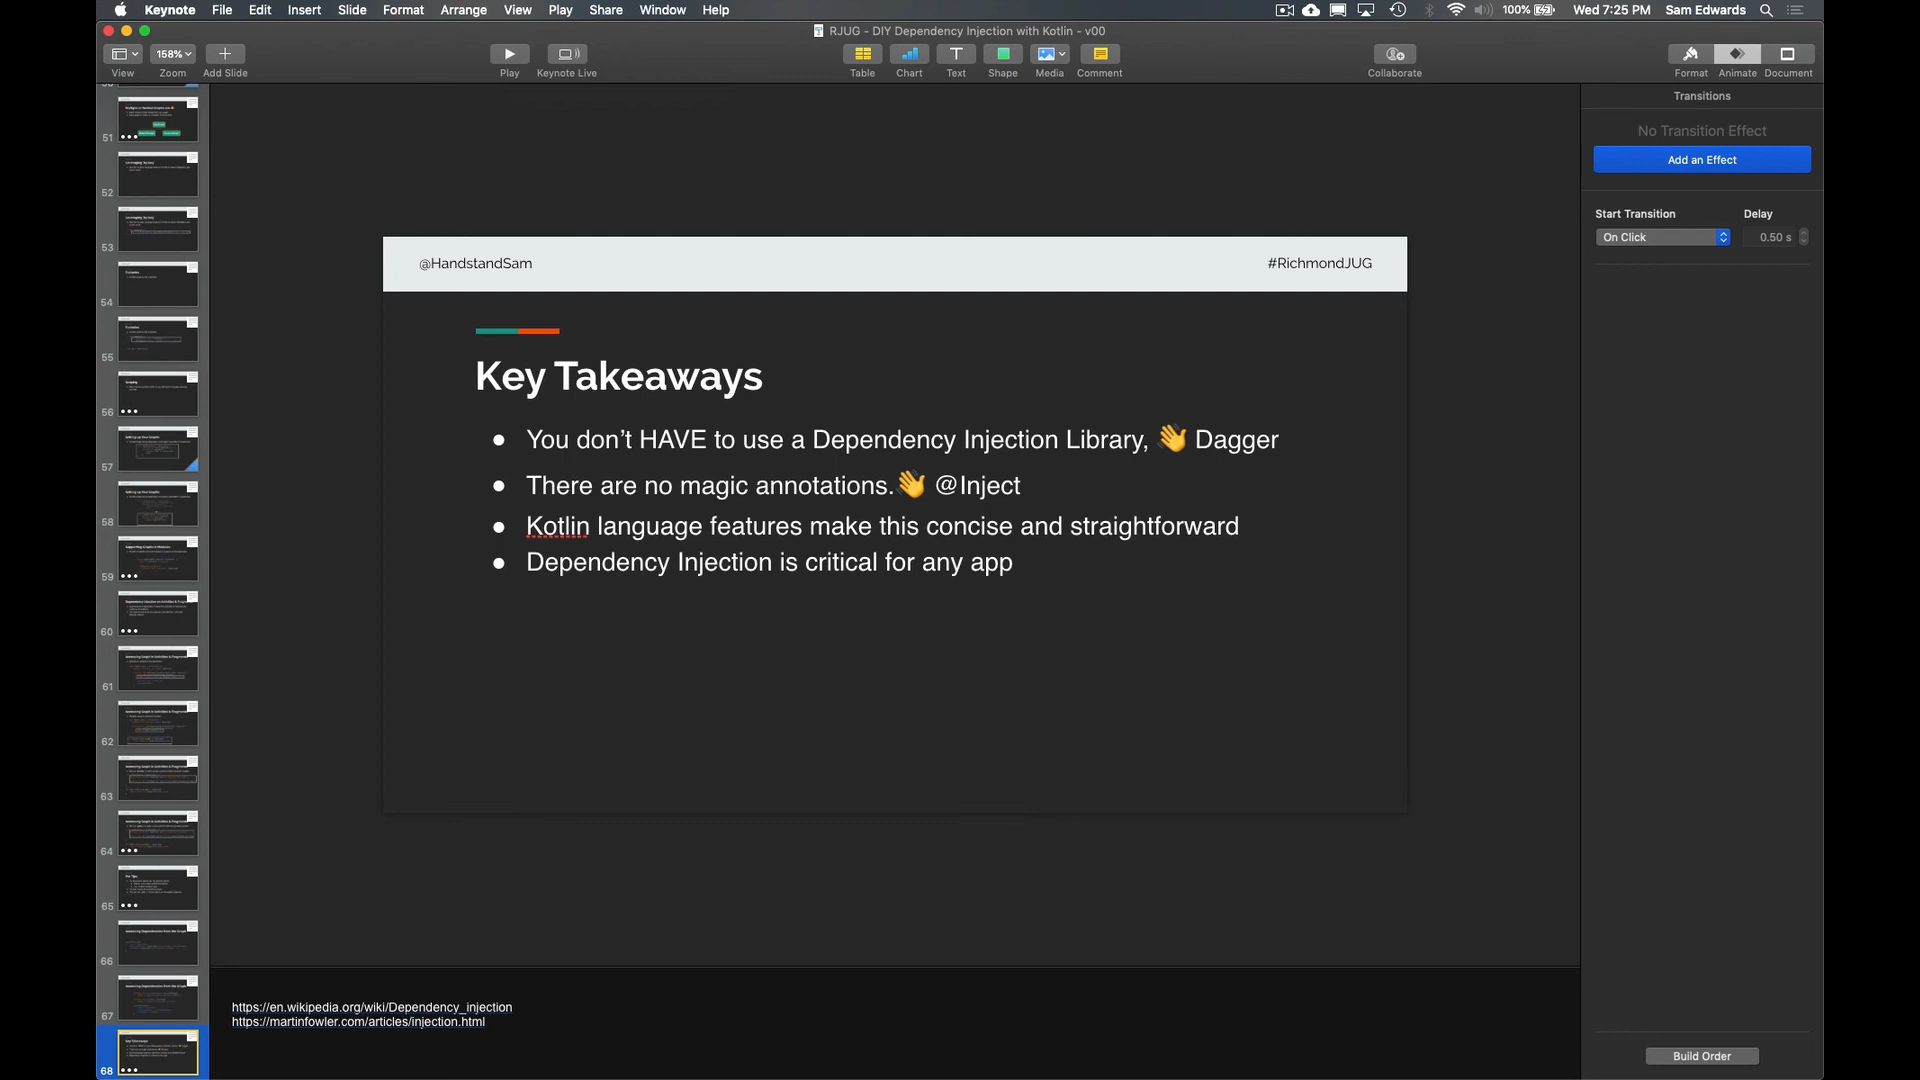 Keynote File Edit Insert Slide Format Arrange View Play Share Window Help 100% Wed 7:25 PM Sam Edwards
RJUG - DIY Dependency Injection with Kotlin - v00
158%
View Zoom Add Slide Play Keynote Live Table Chart Text Shape Media Comment Collaborate Format Animate Document
Transitions
No Transition Effect
Add an Effect
Start Transition Delay
On Click 0.50 s
51
52
53
54
55
56
57
58
59
60
61
62
63
64
65
66
67
68
@HandstandSam #RichmondJUG
Key Takeaways
● You don’t HAVE to use a Dependency Injection Library, 👋 Dagger
● There are no magic annotations.👋 @Inject
● Kotlin language features make this concise and straightforward
● Dependency Injection is critical for any app
https://en.wikipedia.org/wiki/Dependency_injection
https://martinfowler.com/articles/injection.html
Build Order